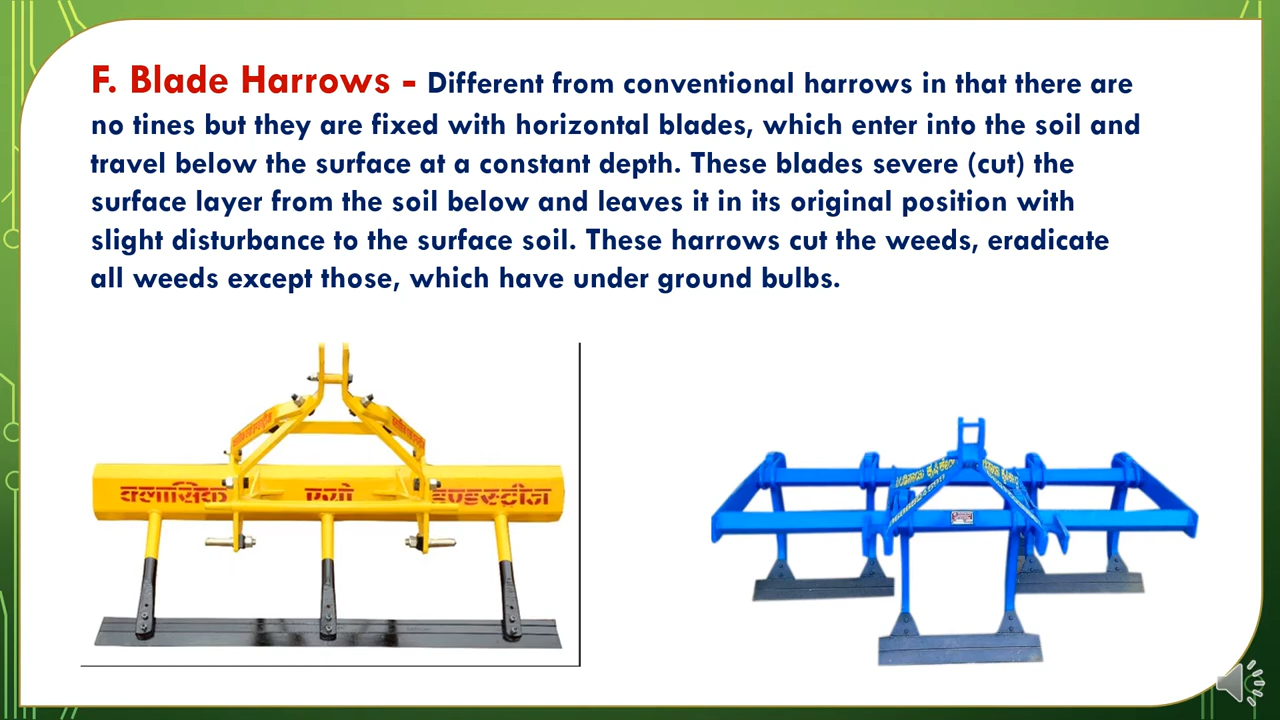 F. Blade Harrows - Different from conventional harrows in that there are
no tines but they are fixed with horizontal blades, which enter into the soil and
travel below the surface at a constant depth. These blades severe (cut) the
surface layer from the soil below and leaves it in its original position with
slight disturbance to the surface soil. These harrows cut the weeds, eradicate
all weeds except those, which have under ground bulbs.
क्लासिक एग्रो इण्डस्ट्रीज